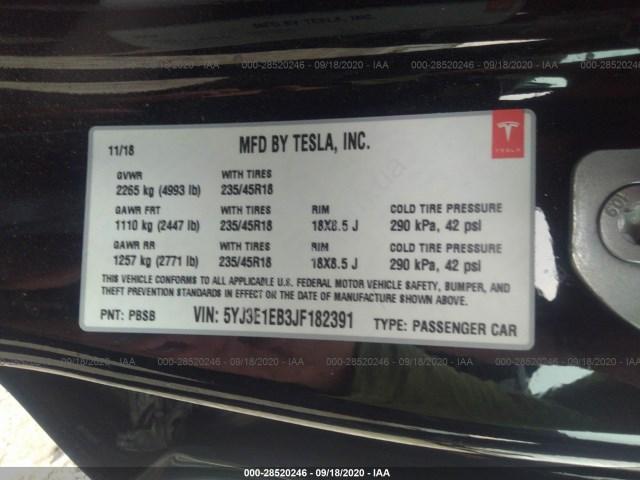 000-28520246 - 09/18/2020 - IAA
11/18 MFD BY TESLA, INC.
TESLA
GVWR WITH TIRES
2265 kg (4993 lb) 235/45R18
GAWR FRT WITH TIRES RIM COLD TIRE PRESSURE
1110 kg (2447 lb) 235/45R18 18X8.5 J 290 kPa, 42 psi
GAWR RR WITH TIRES RIM COLD TIRE PRESSURE
1257 kg (2771 lb) 235/45R18 18X8.5 J 290 kPa, 42 psi
THIS VEHICLE CONFORMS TO ALL APPLICABLE U.S. FEDERAL MOTOR VEHICLE SAFETY, BUMPER, AND
THEFT PREVENTION STANDARDS IN EFFECT ON THE DATE OF MANUFACTURE SHOWN ABOVE.
PNT: PBSB VIN: 5YJ3E1EB3JF182391 TYPE: PASSENGER CAR
000-28520246 - 09/18/2020 - IAA